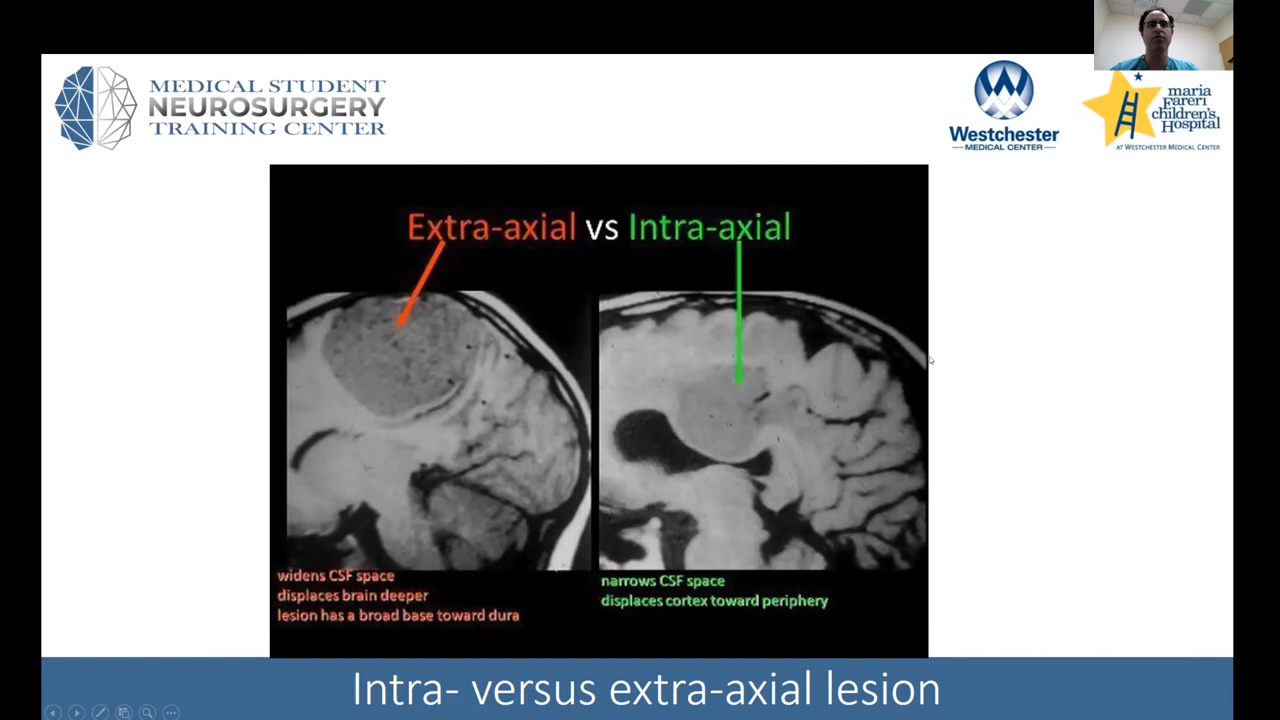 MEDICAL STUDENT
NEUROSURGERY
TRAINING CENTER
Westchester
MEDICAL CENTER
maria
Fareri
children's
Hospital
AT WESTCHESTER MEDICAL CENTER
Extra-axial vs Intra-axial
widens CSF space
displaces brain deeper
lesion has a broad base toward dura
narrows CSF space
displaces cortex toward periphery
Intra- versus extra-axial lesion